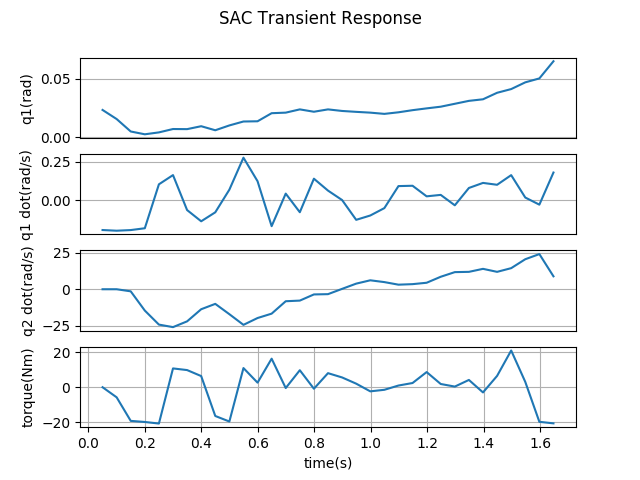 SAC Transient Response
q1(rad)
0.05
0.00
q1 dot(rad/s)
0.25
0.00
q2 dot(rad/s)
25
0
−25
torque(Nm)
20
0
−20
0.0 0.2 0.4 0.6 0.8 1.0 1.2 1.4 1.6
time(s)